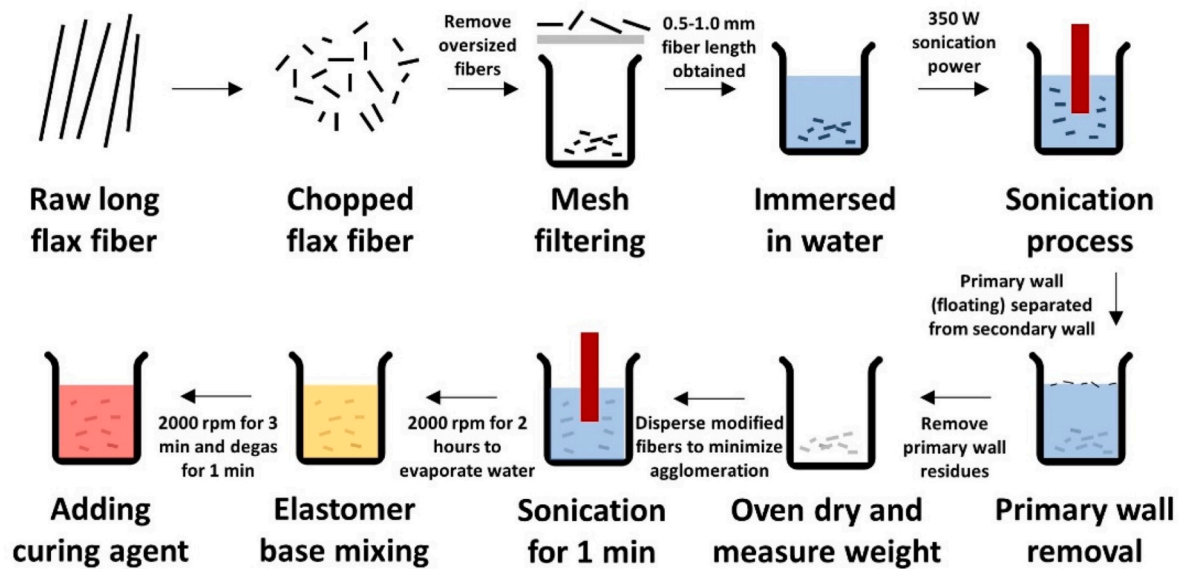 Remove
oversized
fibers
0.5-1.0 mm
fiber length
obtained
350 W
sonication
power
Raw long
flax fiber
Chopped
flax fiber
Mesh
filtering
Immersed
in water
Sonication
process
Primary wall
(floating) separated
from secondary wall
Remove
primary wall
residues
Disperse modified
fibers to minimize
agglomeration
2000 rpm for 2
hours to
evaporate water
2000 rpm for 3
min and degas
for 1 min
Primary wall
removal
Oven dry and
measure weight
Sonication
for 1 min
Elastomer
base mixing
Adding
curing agent